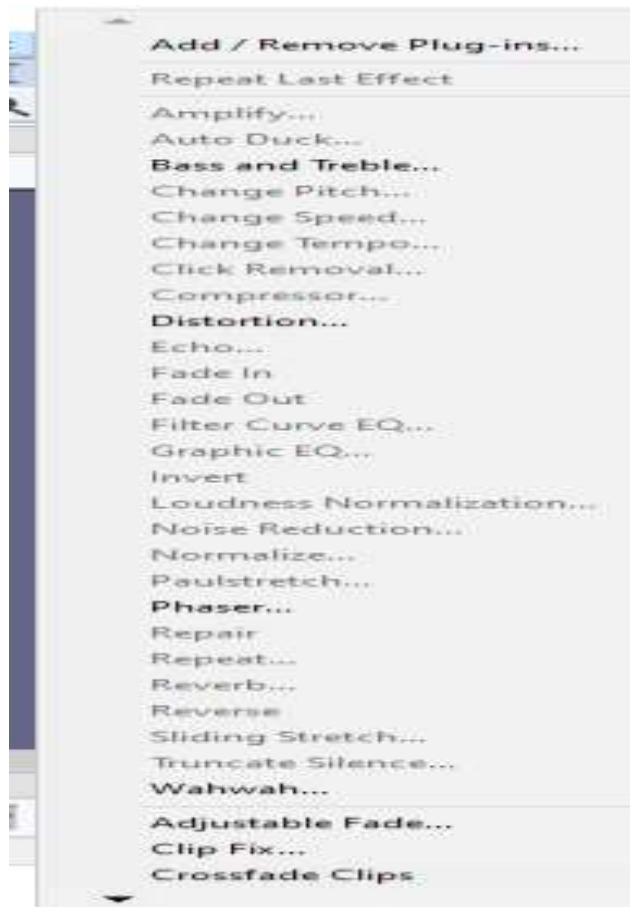 Add / Remove Plug-ins...
Repeat Last Effect
Amplify...
Auto Duck...
Bass and Treble...
Change Pitch...
Change Speed...
Change Tempo...
Click Removal...
Compressor...
Distortion...
Echo...
Fade In
Fade Out
Filter Curve EQ...
Graphic EQ...
Invert
Loudness Normalization...
Noise Reduction...
Normalize...
Paulstretch...
Phaser...
Repair
Repeat...
Reverb...
Reverse
Sliding Stretch...
Truncate Silence...
Wahwah...
Adjustable Fade...
Clip Fix...
Crossfade Clips